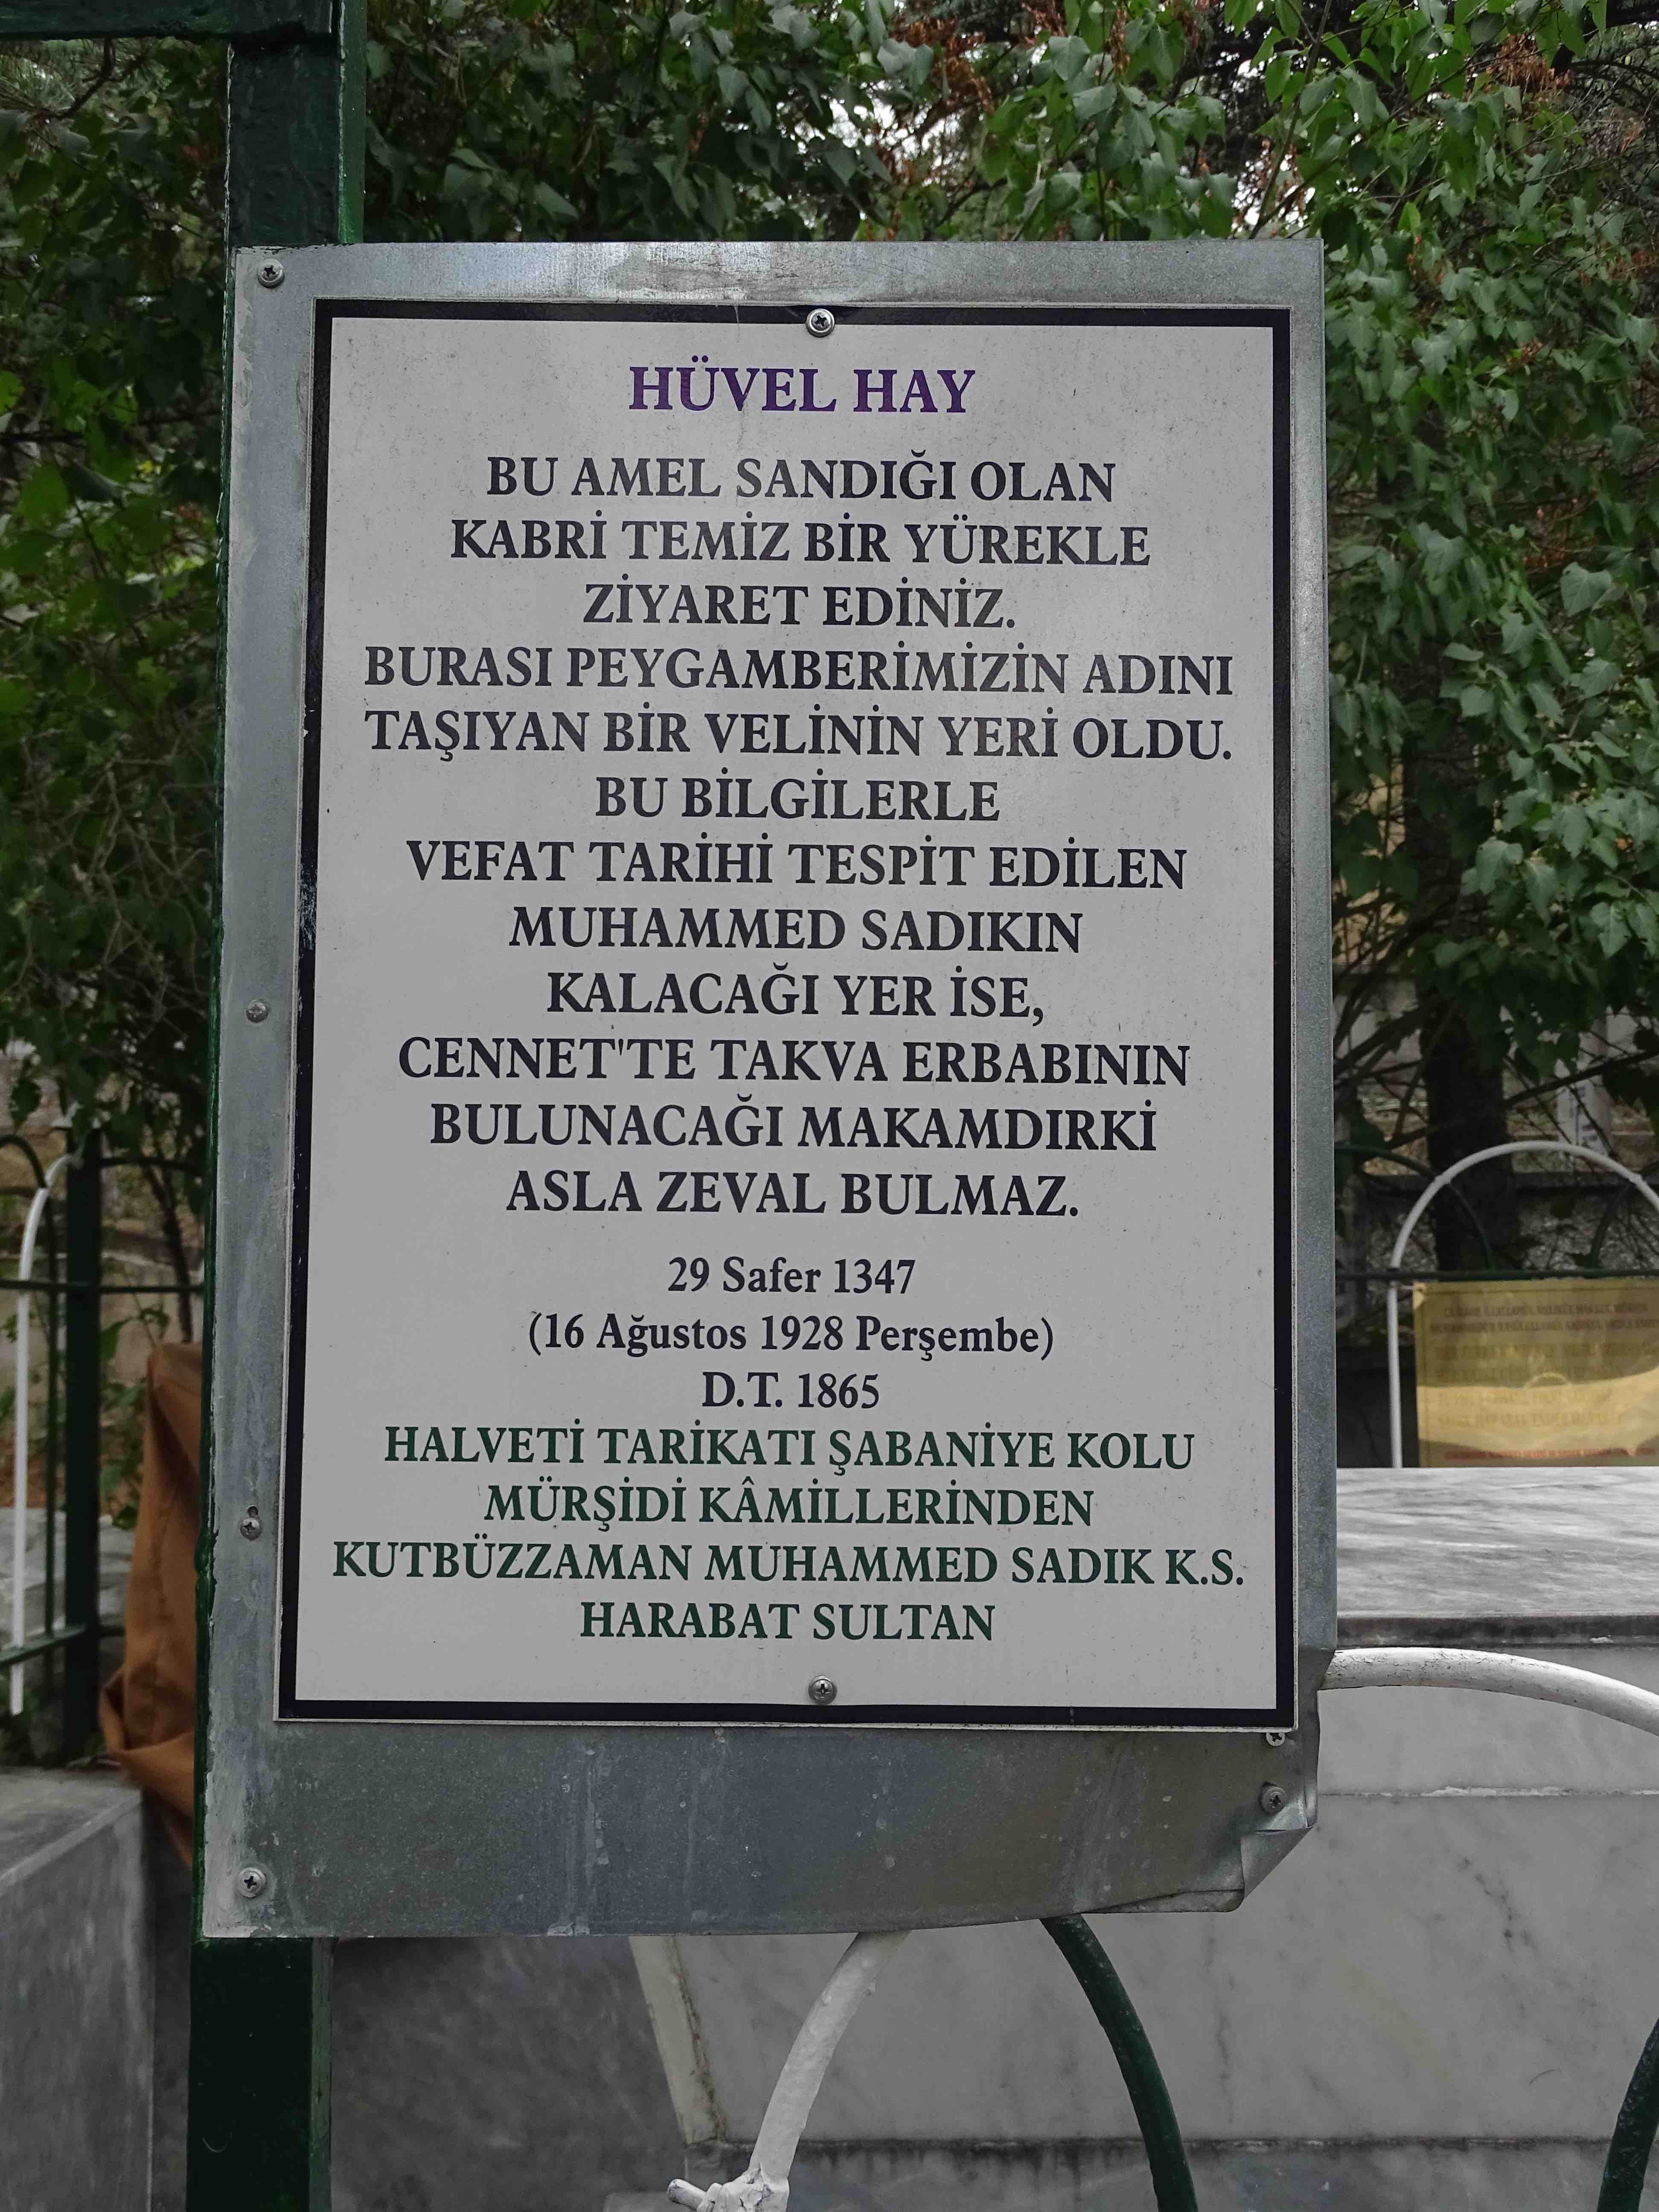 HÜVEL HAY
BU AMEL SANDIĞI OLAN
KABRİ TEMİZ BİR YÜREKLE
ZİYARET EDİNİZ.
BURASI PEYGAMBERİMİZİN ADINI
TAŞIYAN BİR VELİNİN YERİ OLDU.
BU BİLGİLERLE
VEFAT TARİHİ TESPİT EDİLEN
MUHAMMED SADIKIN
KALACAĞI YER İSE,
CENNET'TE TAKVA ERBABININ
BULUNACAĞI MAKAMDIRKİ
ASLA ZEVAL BULMAZ.
29 Safer 1347
(16 Ağustos 1928 Perşembe)
D.T. 1865
HALVETİ TARİKATI ŞABANİYE KOLU
MÜRŞİDİ KÂMİLLERİNDEN
KUTBÜZZAMAN MUHAMMED SADIK K.S.
HARABAT SULTAN